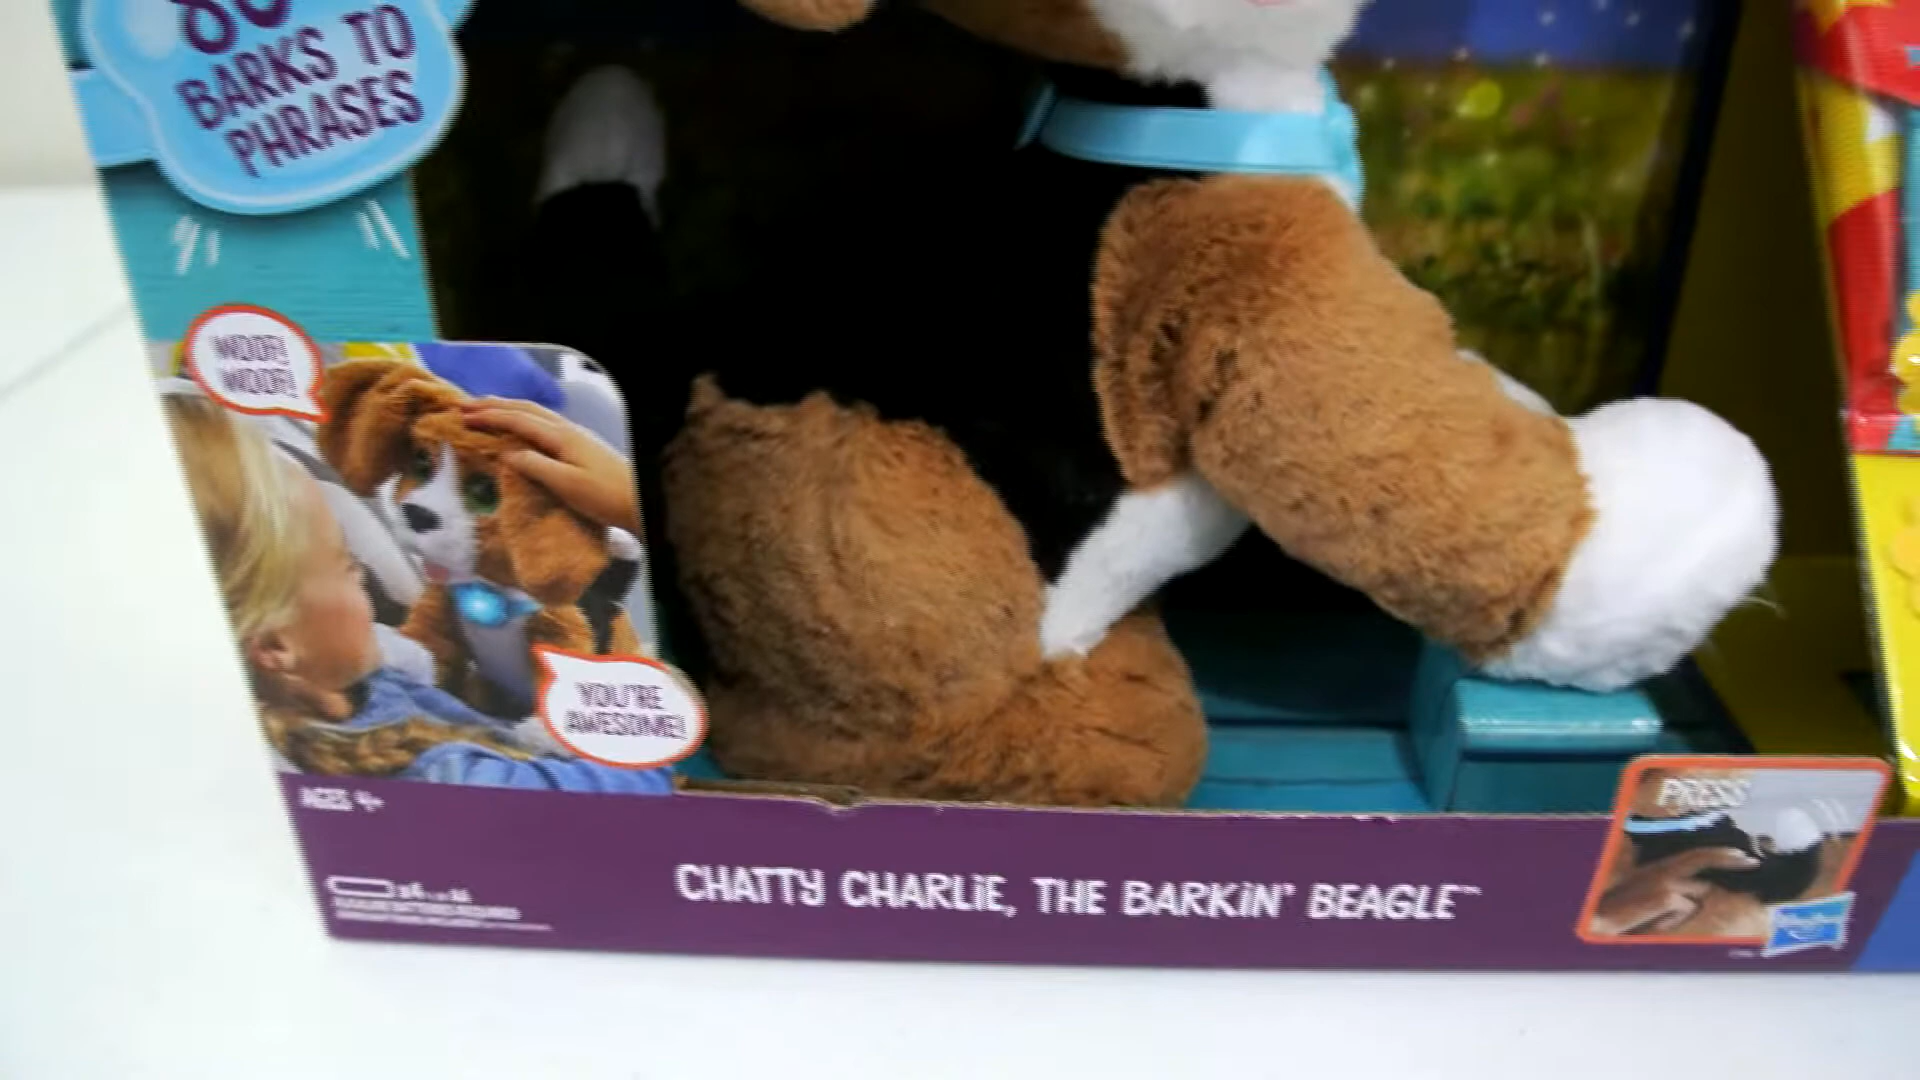 BARKS TO
PHRASES
WOOF!
WOOF!
YOU'RE
AWESOME!
AGES 4+
CHATTY CHARLIE, THE BARKIN' BEAGLE™
PRESS
Hasbro